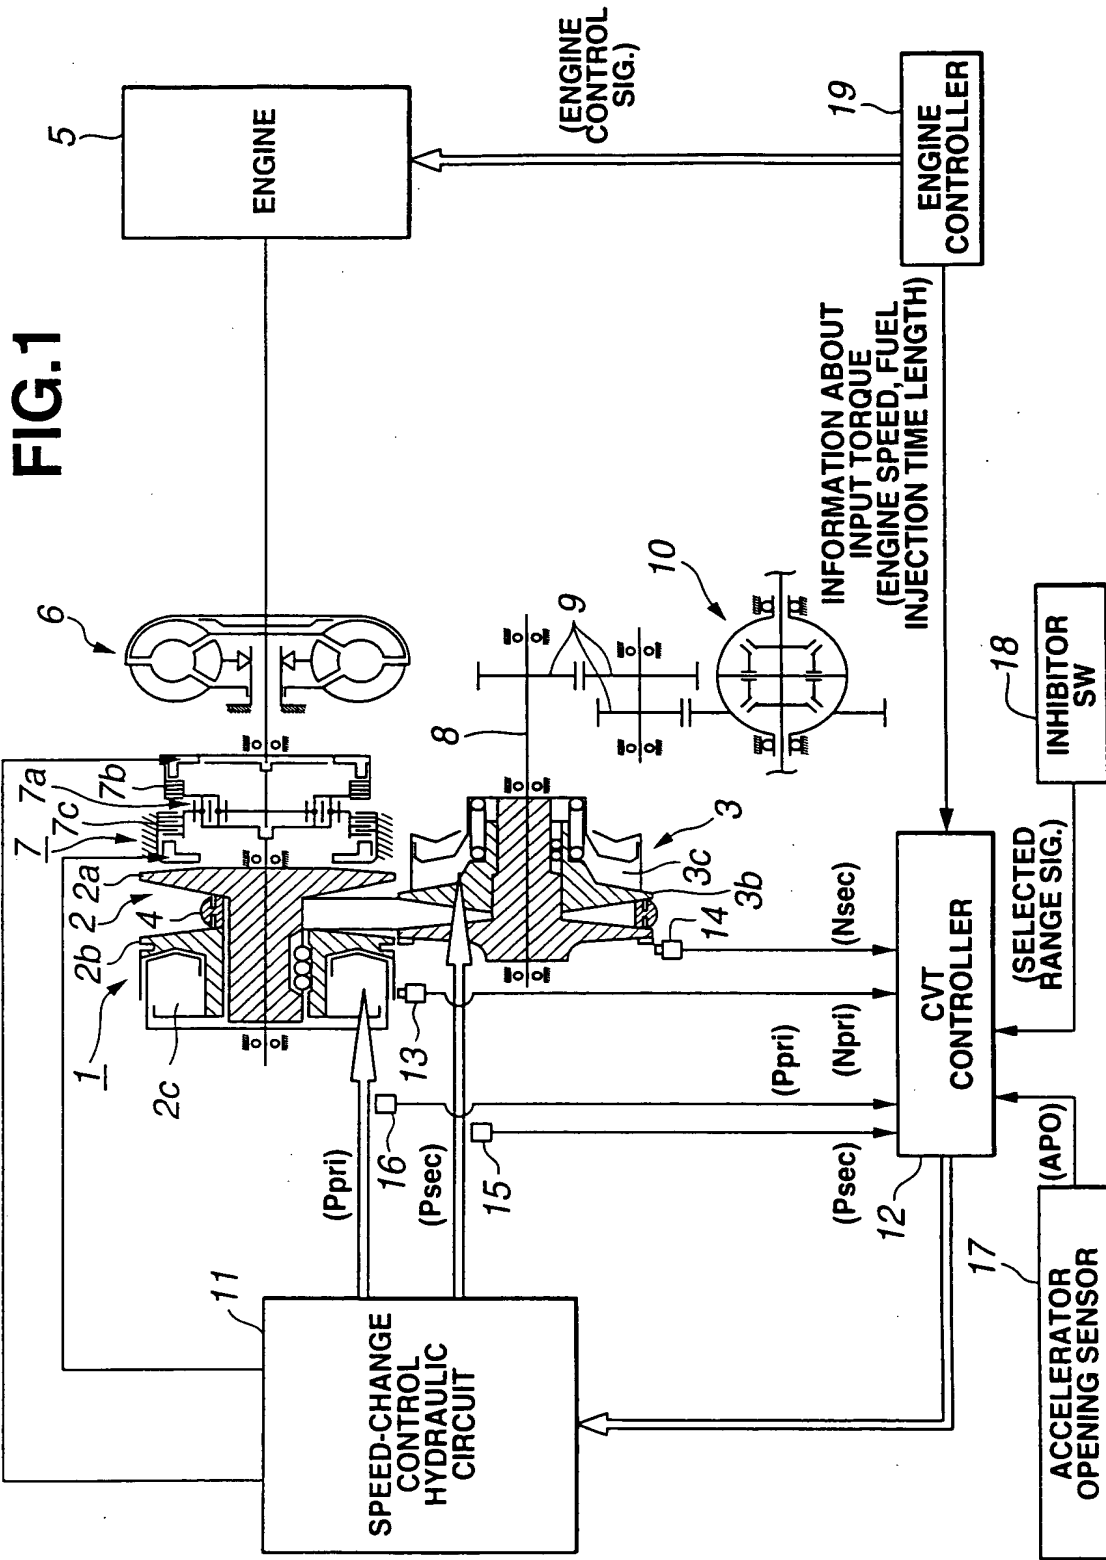 FIG.1
5
ENGINE
6
(ENGINE
CONTROL
SIG.)
19
ENGINE
CONTROLLER
7
7c
7a
7b
1
2b
2
4
2a
2c
3
3c
3b
8
9
10
INFORMATION ABOUT
INPUT TORQUE
(ENGINE SPEED, FUEL
INJECTION TIME LENGTH)
11
SPEED-CHANGE
CONTROL
HYDRAULIC
CIRCUIT
(Ppri)
16
(Psec)
15
13
14
(Psec)
(Ppri)
(Npri)
(Nsec)
12
CVT
CONTROLLER
(APO)
(SELECTED
RANGE SIG.)
17
ACCELERATOR
OPENING SENSOR
18
INHIBITOR
SW